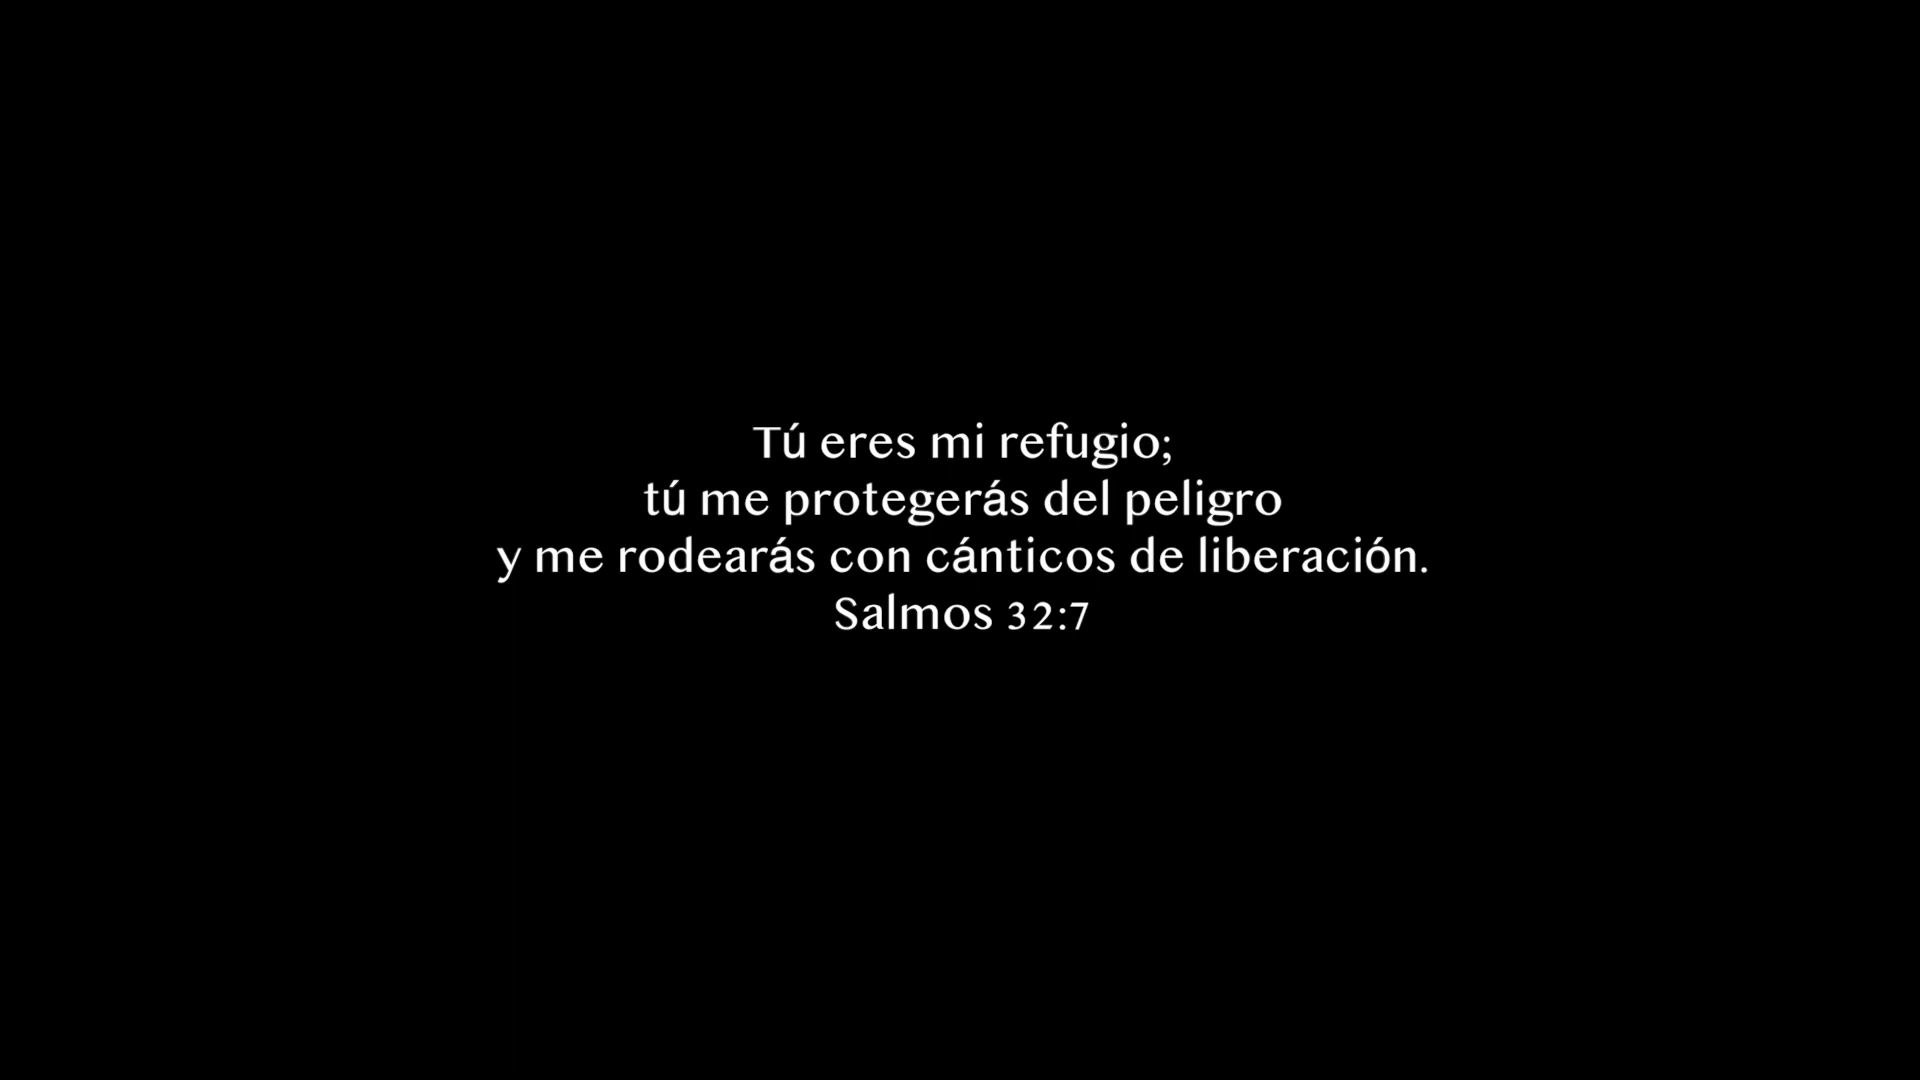 Tú eres mi refugio;
tú me protegerás del peligro
y me rodearás con cánticos de liberación.
Salmos 32:7